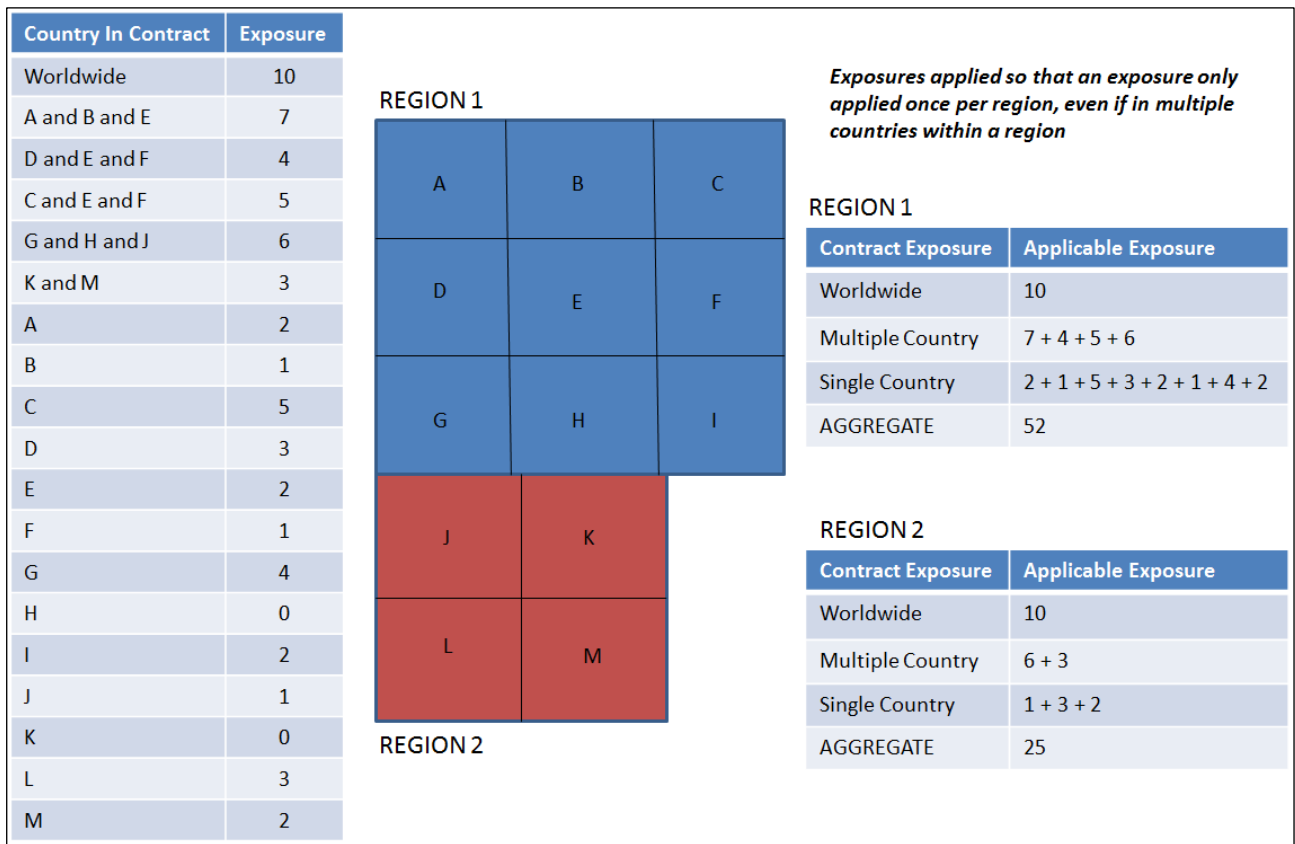 Country In Contract Exposure
Worldwide 10
A and B and E 7
D and E and F 4
C and E and F 5
G and H and J 6
K and M 3
A 2
B 1
C 5
D 3
E 2
F 1
G 4
H 0
I 2
J 1
K 0
L 3
M 2
REGION 1
A B C
D E F
G H I
J K
L M
REGION 2
Exposures applied so that an exposure only
applied once per region, even if in multiple
countries within a region
REGION 1
Contract Exposure Applicable Exposure
Worldwide 10
Multiple Country 7 + 4 + 5 + 6
Single Country 2 + 1 + 5 + 3 + 2 + 1 + 4 + 2
AGGREGATE 52
REGION 2
Contract Exposure Applicable Exposure
Worldwide 10
Multiple Country 6 + 3
Single Country 1 + 3 + 2
AGGREGATE 25